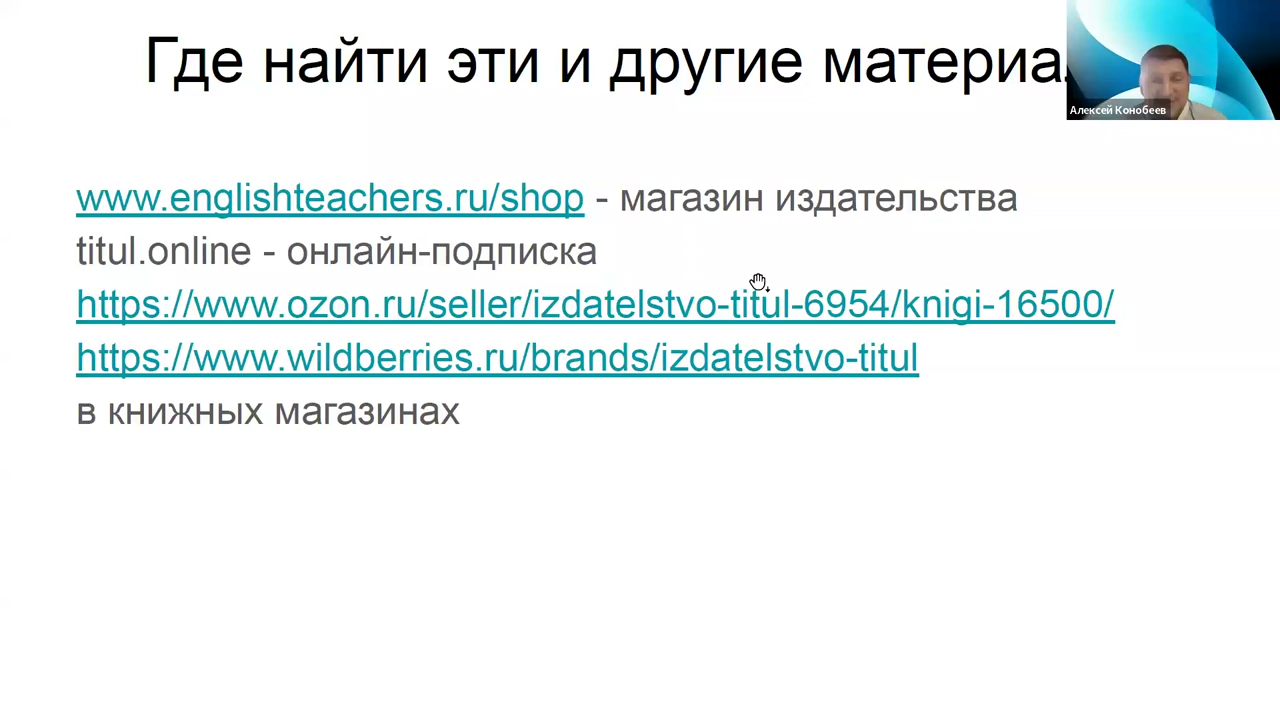 Где найти эти и другие
Алексей Конобеев
www.englishteachers.ru/shop - магазин издательства
titul.online - онлайн-подписка
https://www.ozon.ru/seller/izdatelstvo-titul-6954/knigi-16500/
https://www.wildberries.ru/brands/izdatelstvo-titul
в книжных магазинах